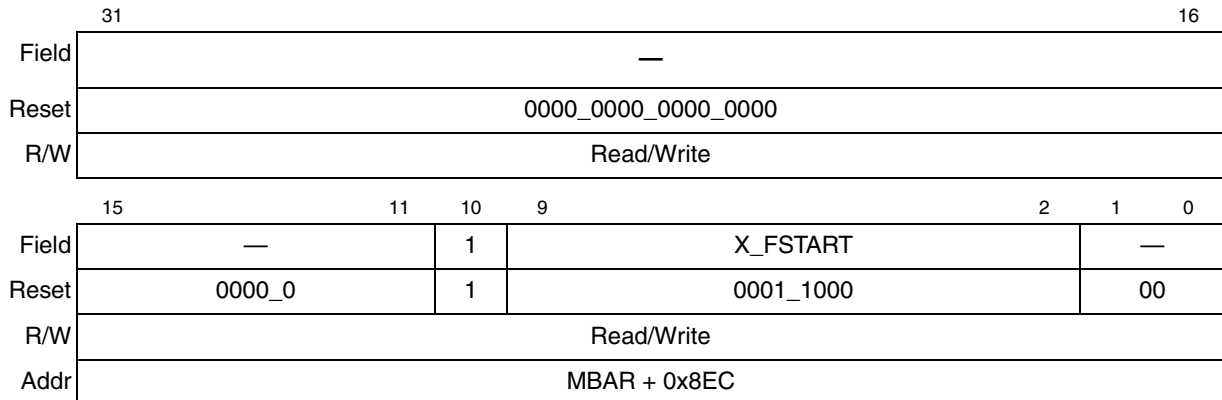 31 16
Field —
Reset 0000_0000_0000_0000
R/W Read/Write
15 11 10 9 2 1 0
Field — 1 X_FSTART —
Reset 0000_0 1 0001_1000 00
R/W Read/Write
Addr MBAR + 0x8EC